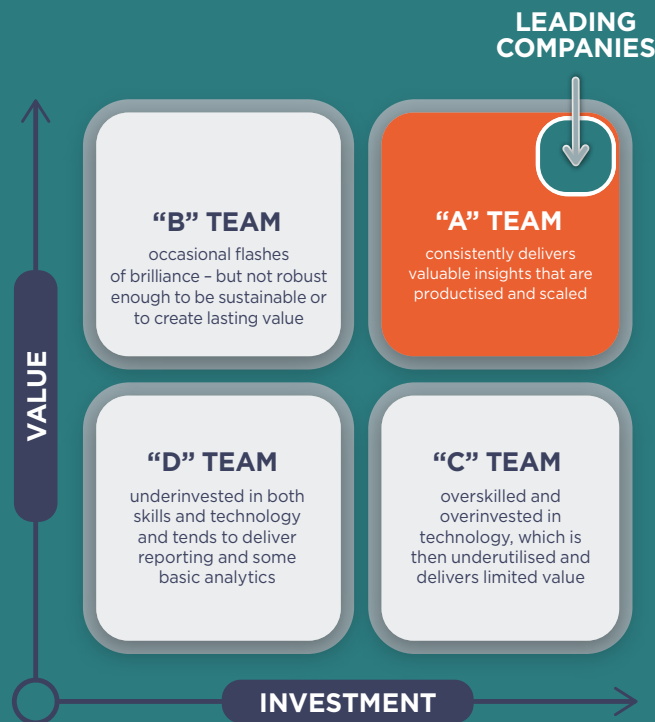 LEADING
COMPANIES
“B” TEAM
occasional flashes
of brilliance – but not robust
enough to be sustainable or
to create lasting value
“A” TEAM
consistently delivers
valuable insights that are
productised and scaled
VALUE
“D” TEAM
underinvested in both
skills and technology
and tends to deliver
reporting and some
basic analytics
“C” TEAM
overskilled and
overinvested in
technology, which is
then underutilised and
delivers limited value
INVESTMENT